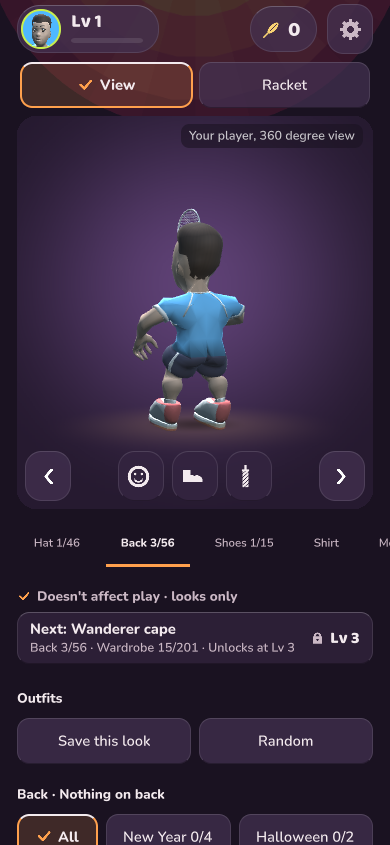 Lv 1
0
View
Racket
Your player, 360 degree view
Hat 1/46
Back 3/56
Shoes 1/15
Shirt
Doesn't affect play · looks only
Next: Wanderer cape
Back 3/56 · Wardrobe 15/201 · Unlocks at Lv 3
Lv 3
Outfits
Save this look
Random
Back · Nothing on back
All
New Year 0/4
Halloween 0/2